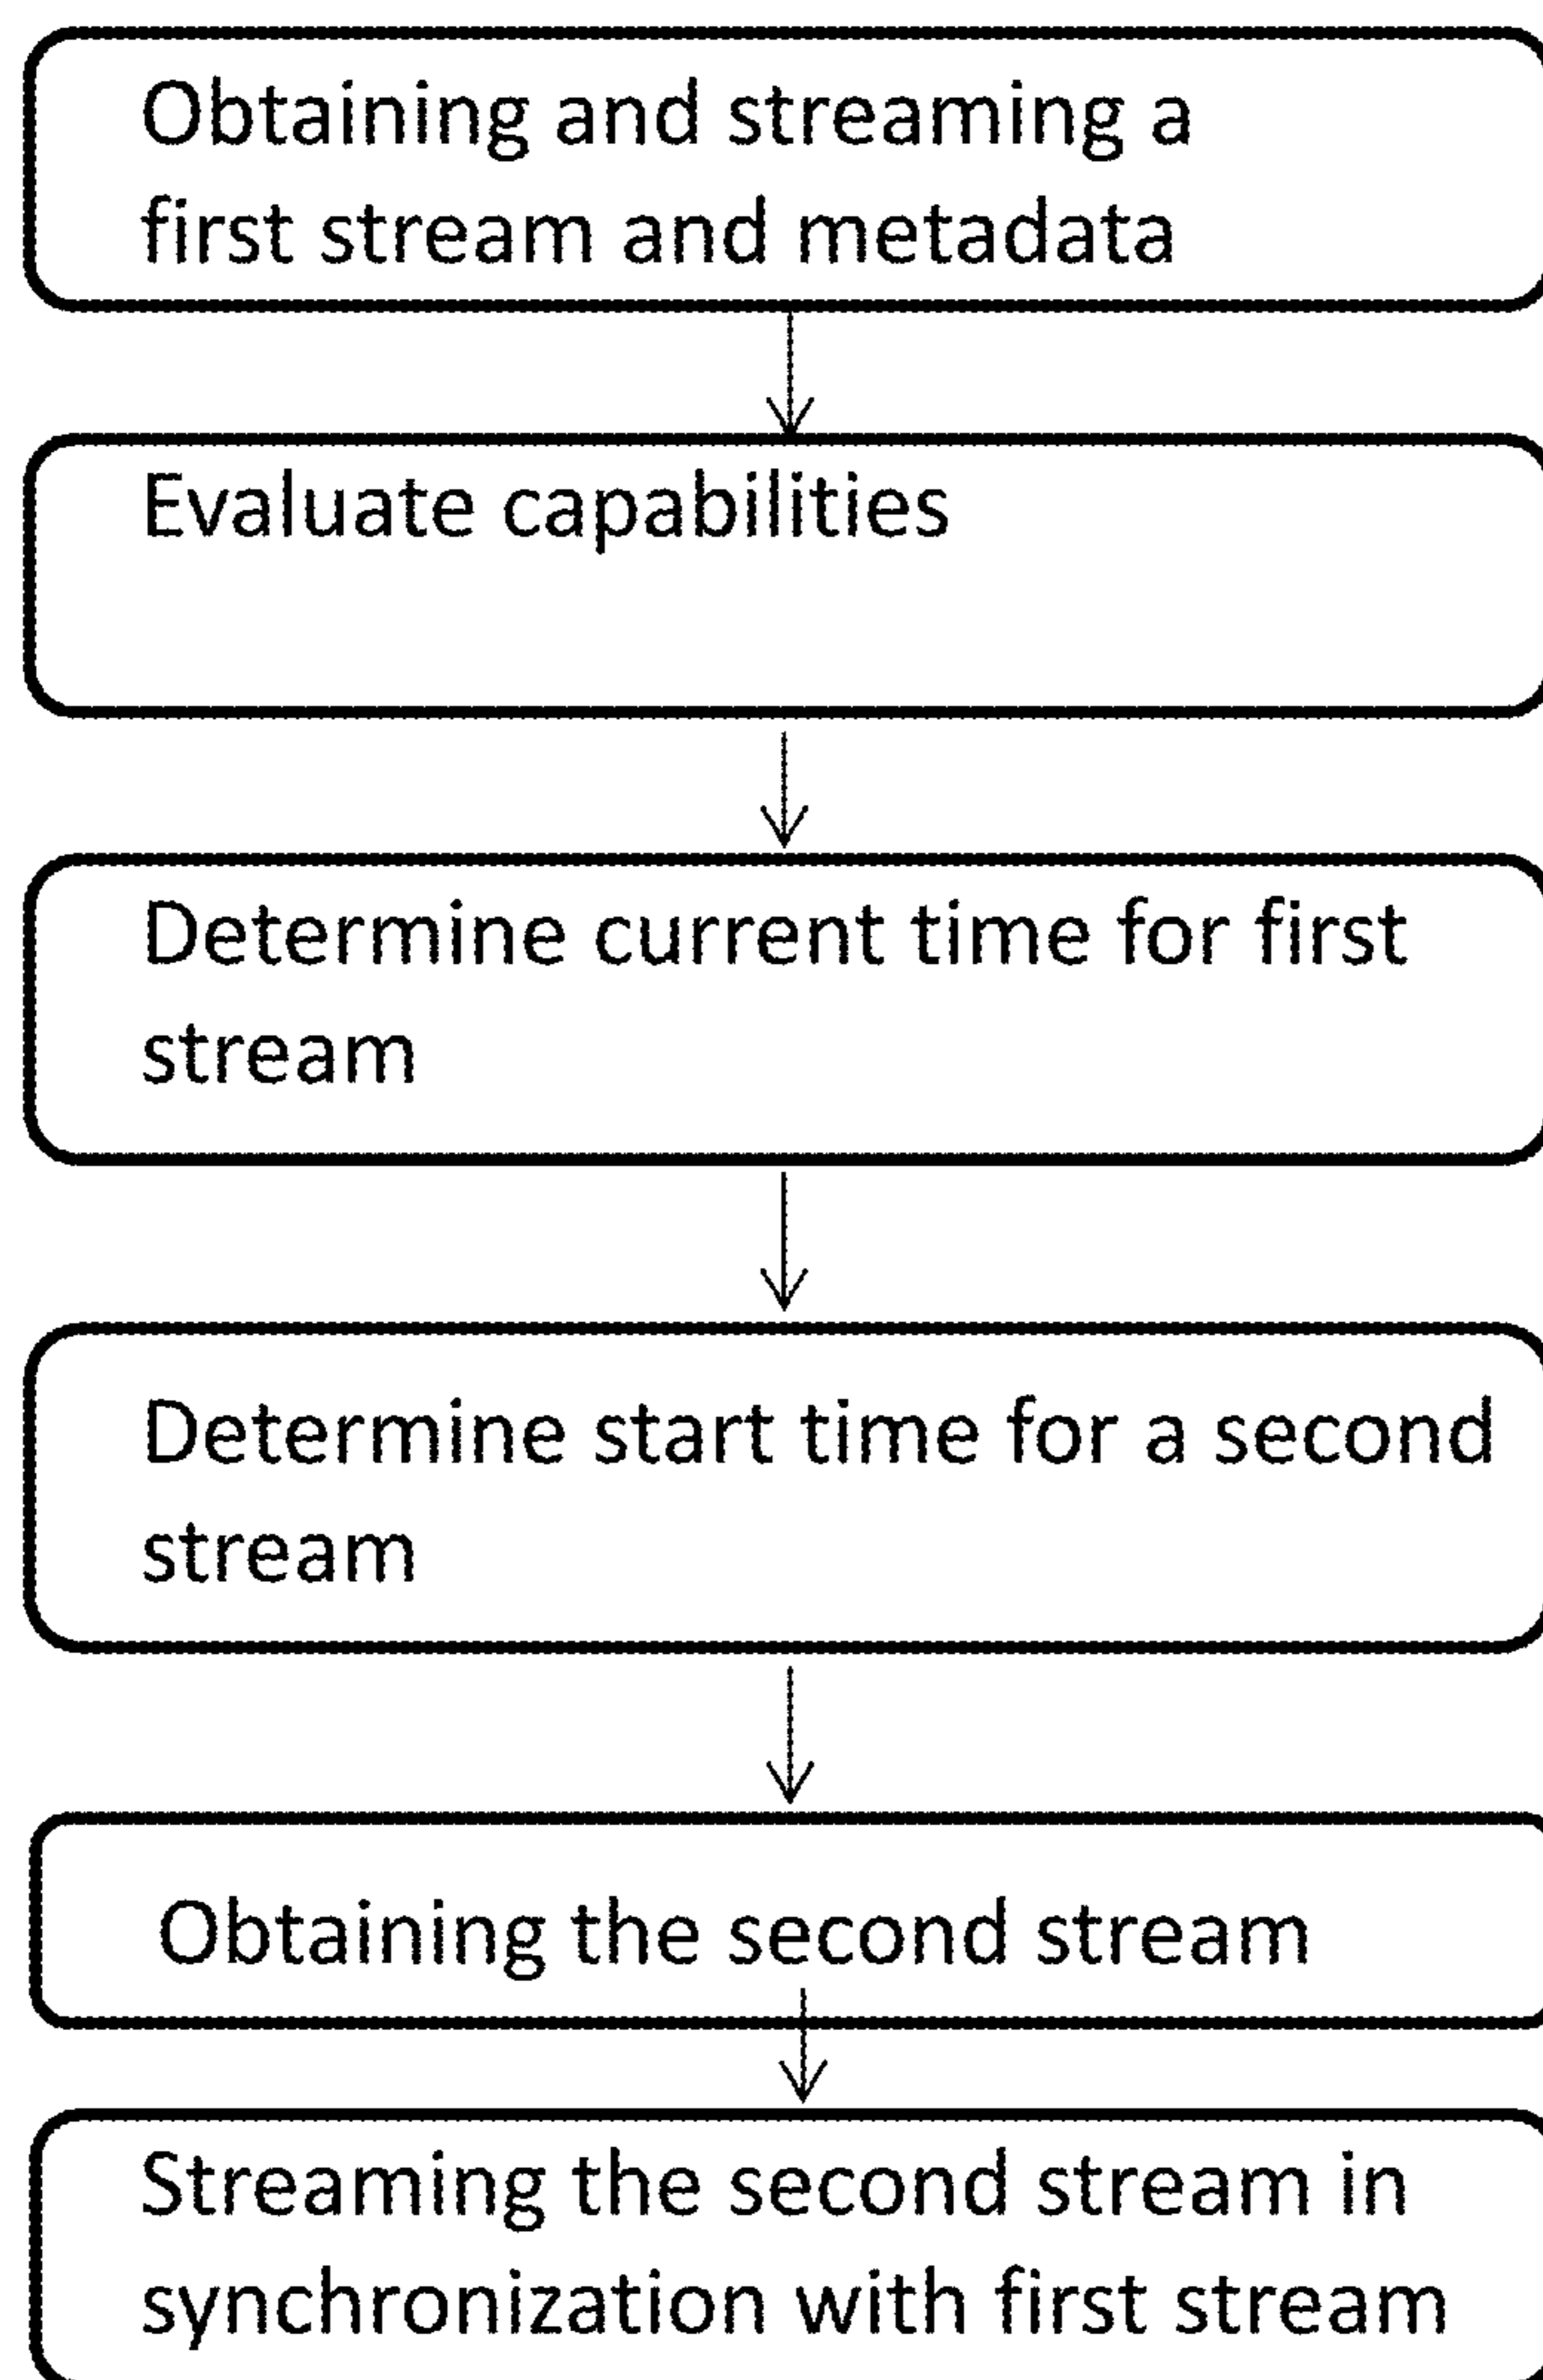 Obtaining and streaming a
first stream and metadata
Evaluate capabilities
Determine current time for first
stream
Determine start time for a second
stream
Obtaining the second stream
Streaming the second stream in
synchronization with first stream